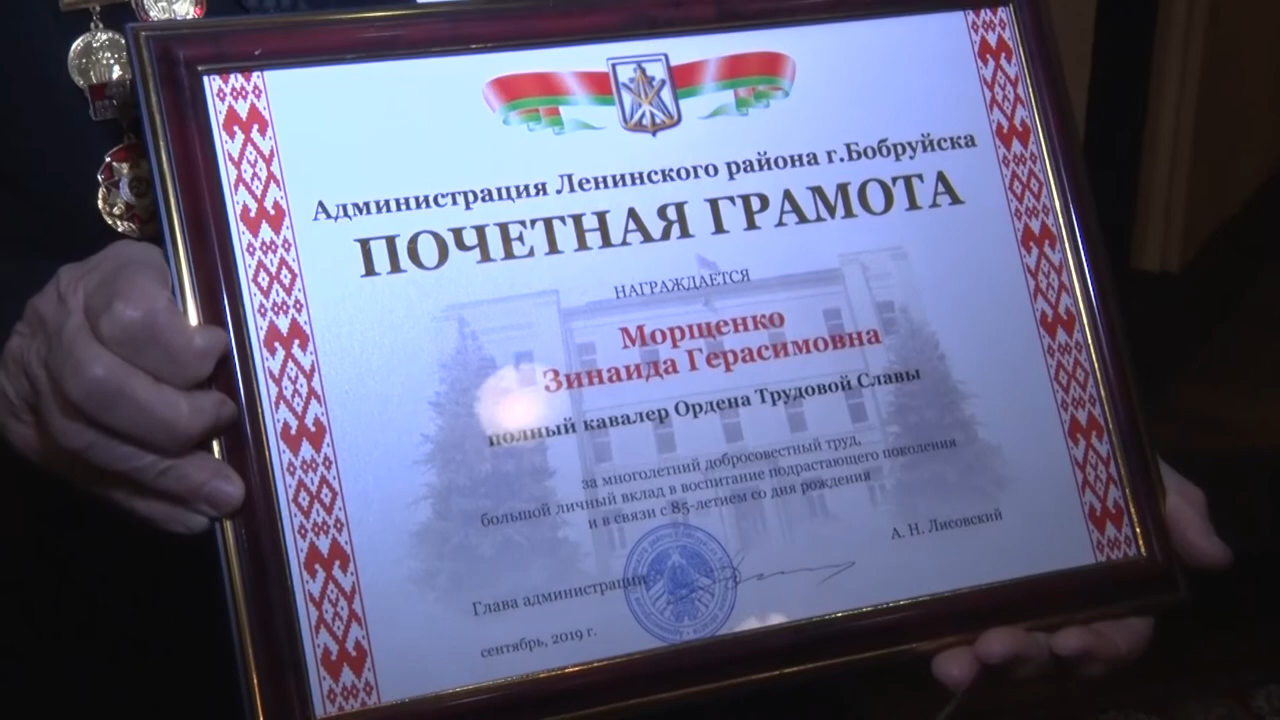 Администрация Ленинского района г.Бобруйска
ПОЧЕТНАЯ ГРАМОТА
НАГРАЖДАЕТСЯ
Морщенко
Зинаида Герасимовна
полный кавалер Ордена Трудовой Славы
за многолетний добросовестный труд,
большой личный вклад в воспитание подрастающего поколения
и в связи с 85-летием со дня рождения
А. Н. Лисовский
Глава администрации
сентябрь, 2019 г.